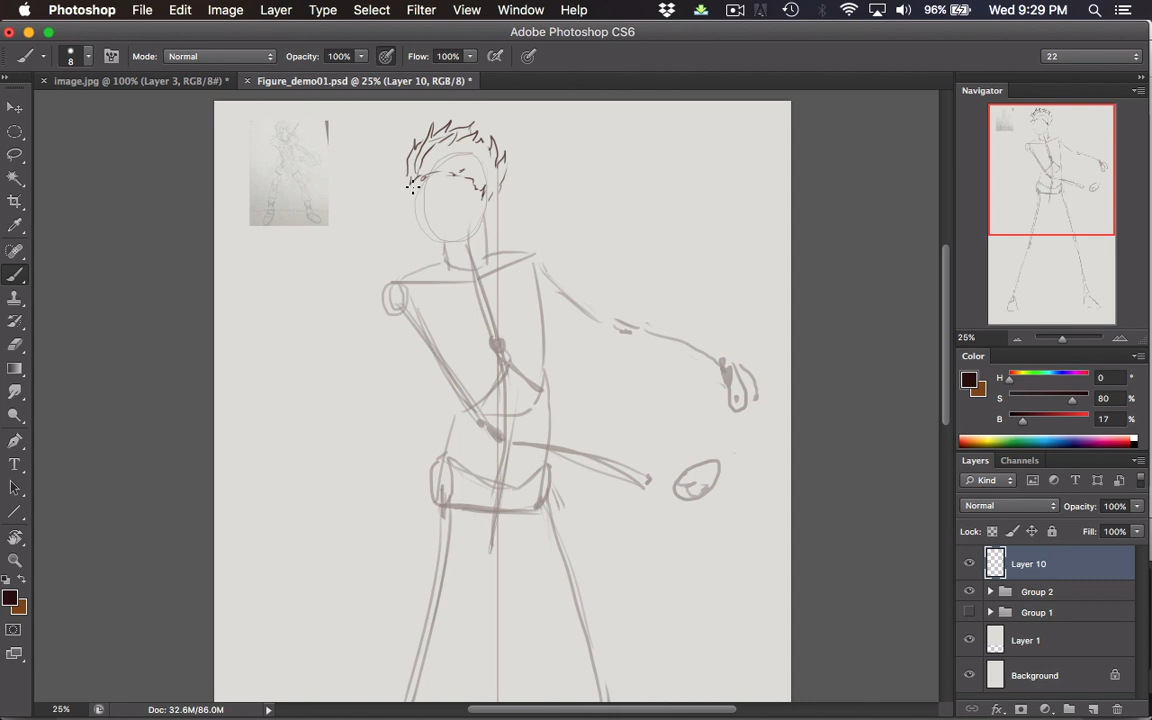 Photoshop File Edit Image Layer Type Select Filter View Window Help 96% Wed 9:29 PM
Adobe Photoshop CS6
8 Mode: Normal Opacity: 100% Flow: 100% 22
image.jpg @ 100% (Layer 3, RGB/8#) * Figure_demo01.psd @ 25% (Layer 10, RGB/8) *
Navigator
25%
Color
H 0 °
S 80 %
B 17 %
Layers Channels
Kind
Normal Opacity: 100%
Lock: Fill: 100%
Layer 10
Group 2
Group 1
Layer 1
Background
25% Doc: 32.6M/86.0M